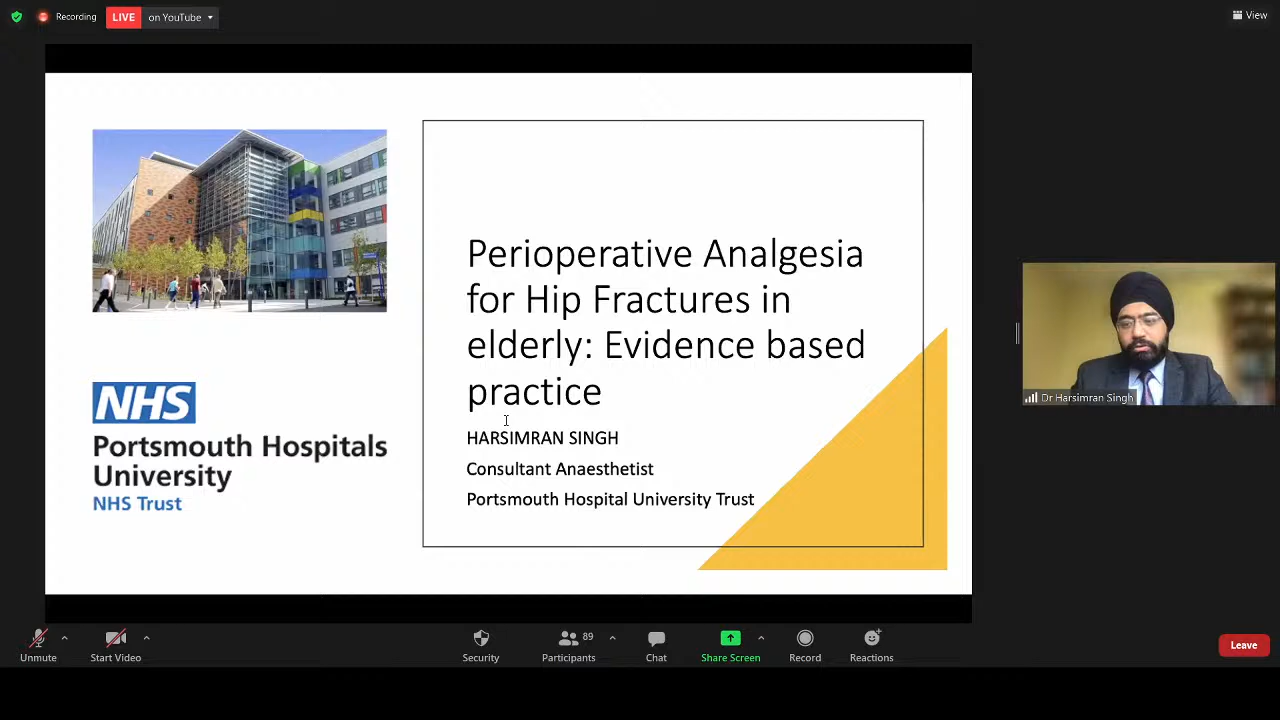 Recording
LIVE
on YouTube
View
Perioperative Analgesia
for Hip Fractures in
elderly: Evidence based
practice
HARSIMRAN SINGH
Consultant Anaesthetist
Portsmouth Hospital University Trust
NHS
Portsmouth Hospitals
University
NHS Trust
Dr Harsimran Singh
Unmute
Start Video
Security
89
Participants
Chat
Share Screen
Record
Reactions
Leave